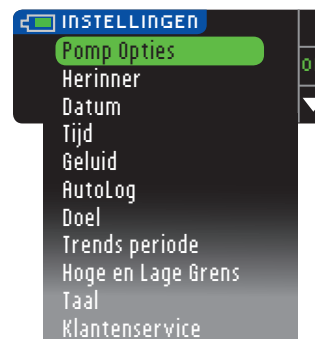 INSTELLINGEN
Pomp Opties
Herinner
Datum
Tijd
Geluid
AutoLog
Doel
Trends periode
Hoge en Lage Grens
Taal
Klantenservice